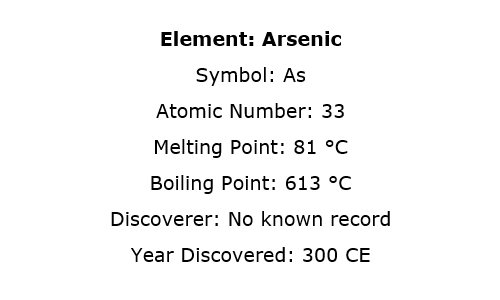 Element: Arsenic
Symbol: As
Atomic Number: 33
Melting Point: 81 °C
Boiling Point: 613 °C
Discoverer: No known record
Year Discovered: 300 CE